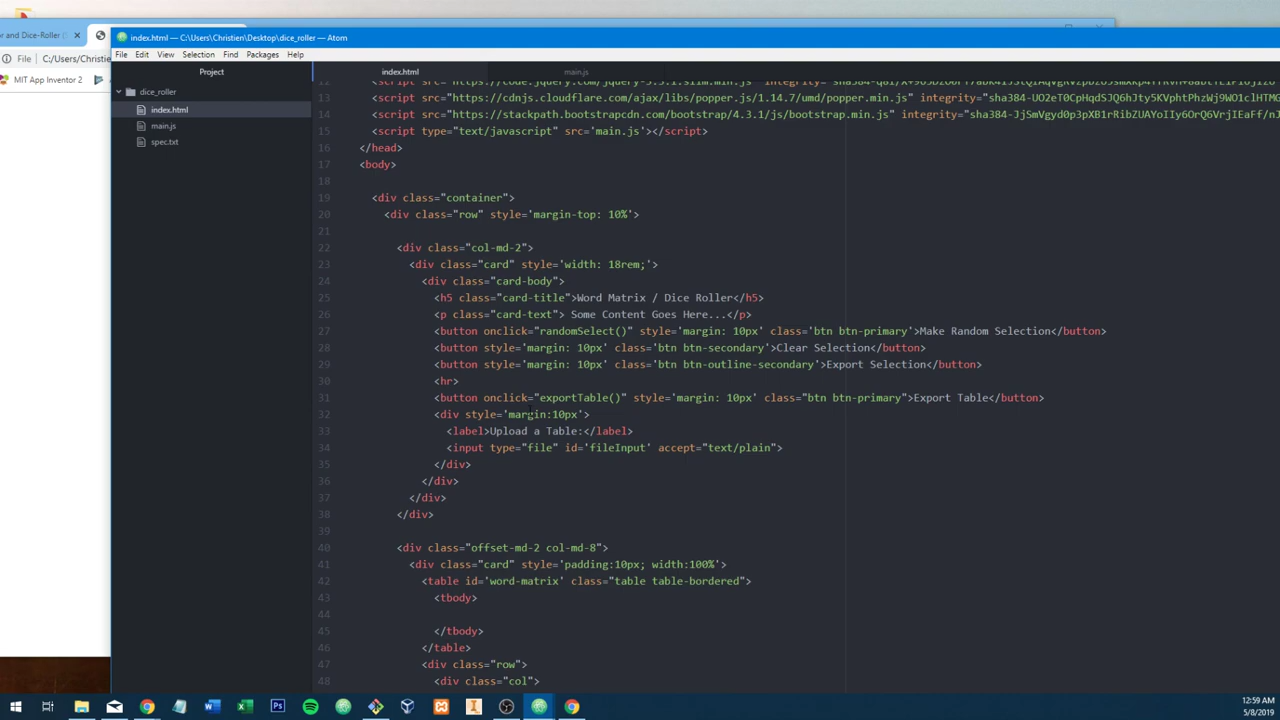 or and Dice-Roller
index.html — C:\Users\Christien\Desktop\dice_roller — Atom
File C:/Users/Christie
File Edit View Selection Find Packages Help
MIT App Inventor 2
Project
index.html
main.js
dice_roller
index.html
main.js
spec.txt
13 <script src="https://cdnjs.cloudflare.com/ajax/libs/popper.js/1.14.7/umd/popper.min.js" integrity="sha384-UO2eT0CpHqdSJQ6hJty5KVphtPhzWj9WO1clHTMG
14 <script src="https://stackpath.bootstrapcdn.com/bootstrap/4.3.1/js/bootstrap.min.js" integrity="sha384-JjSmVgyd0p3pXB1rRibZUAYoIIy6OrQ6VrjIEaFf/nJ
15 <script type="text/javascript" src='main.js'></script>
16 </head>
17 <body>
18
19 <div class="container">
20 <div class="row" style='margin-top: 10%'>
21
22 <div class="col-md-2">
23 <div class="card" style='width: 18rem;'>
24 <div class="card-body">
25 <h5 class="card-title">Word Matrix / Dice Roller</h5>
26 <p class="card-text"> Some Content Goes Here...</p>
27 <button onclick="randomSelect()" style='margin: 10px' class='btn btn-primary'>Make Random Selection</button>
28 <button style='margin: 10px' class='btn btn-secondary'>Clear Selection</button>
29 <button style='margin: 10px' class='btn btn-outline-secondary'>Export Selection</button>
30 <hr>
31 <button onclick="exportTable()" style='margin: 10px' class="btn btn-primary">Export Table</button>
32 <div style='margin:10px'>
33 <label>Upload a Table:</label>
34 <input type="file" id='fileInput' accept="text/plain">
35 </div>
36 </div>
37 </div>
38 </div>
39
40 <div class="offset-md-2 col-md-8">
41 <div class="card" style='padding:10px; width:100%'>
42 <table id='word-matrix' class="table table-bordered">
43 <tbody>
44
45 </tbody>
46 </table>
47 <div class="row">
48 <div class="col">
12:59 AM
5/8/2019